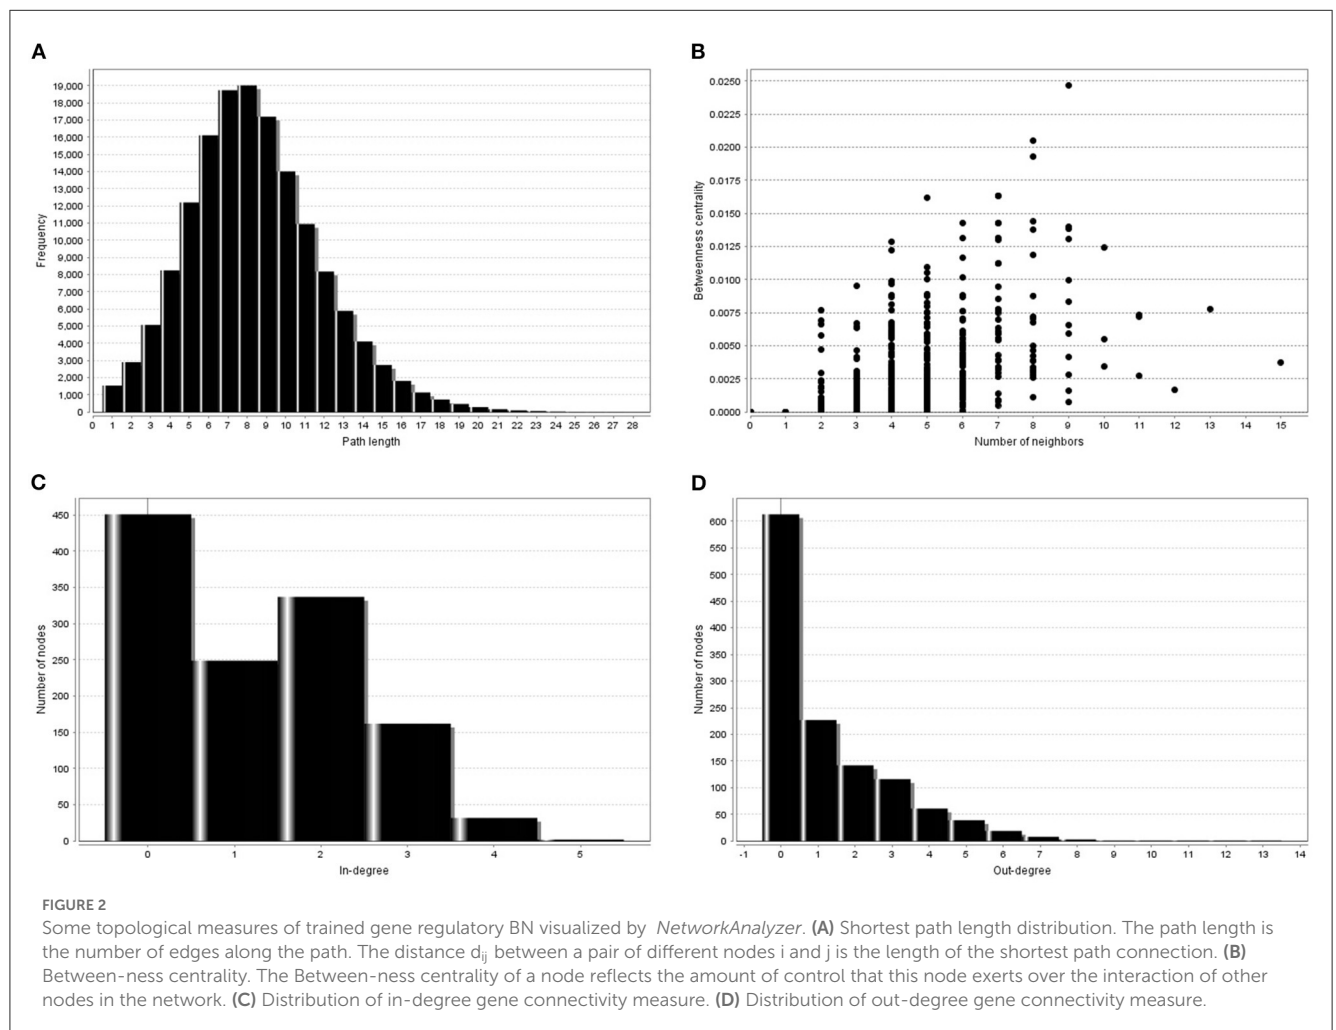 A
Frequency
19,000
18,000
17,000
16,000
15,000
14,000
13,000
12,000
11,000
10,000
9,000
8,000
7,000
6,000
5,000
4,000
3,000
2,000
1,000
0
0 1 2 3 4 5 6 7 8 9 10 11 12 13 14 15 16 17 18 19 20 21 22 23 24 25 26 27 28
Path length
B
Betweenness centrality
0.0250
0.0225
0.0200
0.0175
0.0150
0.0125
0.0100
0.0075
0.0050
0.0025
0.0000
0 1 2 3 4 5 6 7 8 9 10 11 12 13 14 15
Number of neighbors
C
Number of nodes
450
400
350
300
250
200
150
100
50
0
0 1 2 3 4 5
In-degree
D
Number of nodes
600
550
500
450
400
350
300
250
200
150
100
50
0
-1 0 1 2 3 4 5 6 7 8 9 10 11 12 13 14
Out-degree
FIGURE 2
Some topological measures of trained gene regulatory BN visualized by NetworkAnalyzer. (A) Shortest path length distribution. The path length is
the number of edges along the path. The distance dij between a pair of different nodes i and j is the length of the shortest path connection. (B)
Between-ness centrality. The Between-ness centrality of a node reflects the amount of control that this node exerts over the interaction of other
nodes in the network. (C) Distribution of in-degree gene connectivity measure. (D) Distribution of out-degree gene connectivity measure.